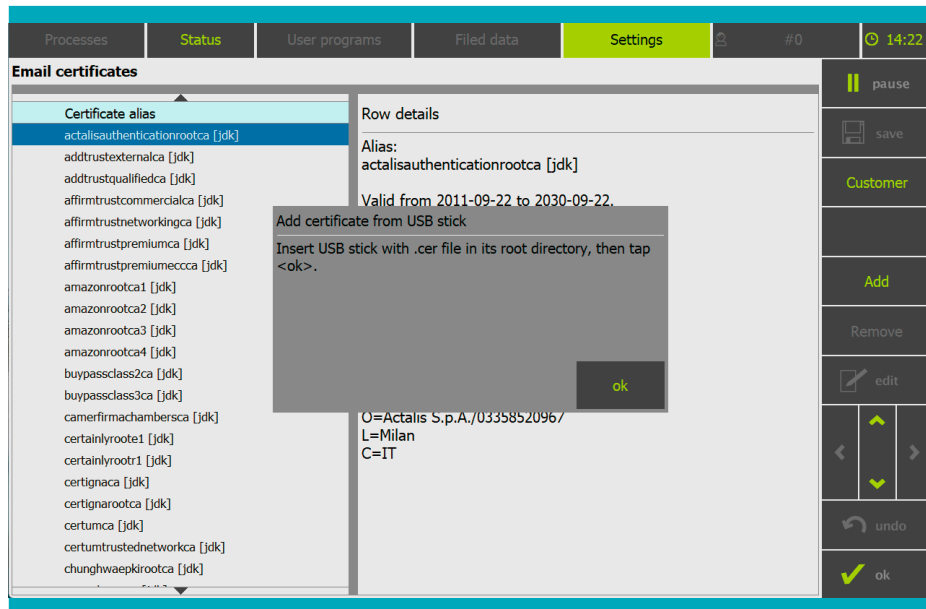 Processes
Status
User programs
Filed data
Settings
#0
14:22
Email certificates
Certificate alias
actalisauthenticationrootca [jdk]
addtrustexternalca [jdk]
addtrustqualifiedca [jdk]
affirmtrustcommercialca [jdk]
affirmtrustnetworkingca [jdk]
affirmtrustpremiumca [jdk]
affirmtrustpremiumeccca [jdk]
amazonrootca1 [jdk]
amazonrootca2 [jdk]
amazonrootca3 [jdk]
amazonrootca4 [jdk]
buypassclass2ca [jdk]
buypassclass3ca [jdk]
camerfirmachambersca [jdk]
certainlyroote1 [jdk]
certainlyrootr1 [jdk]
certignaca [jdk]
certignarootca [jdk]
certumca [jdk]
certumtrustednetworkca [jdk]
chunghwaepkirootca [jdk]
Row details
Alias:
actalisauthenticationrootca [jdk]
Valid from 2011-09-22 to 2030-09-22.
Add certificate from USB stick
Insert USB stick with .cer file in its root directory, then tap
<ok>.
ok
O=Actalis S.p.A./03358520967
L=Milan
C=IT
pause
save
Customer
Add
Remove
edit
undo
ok